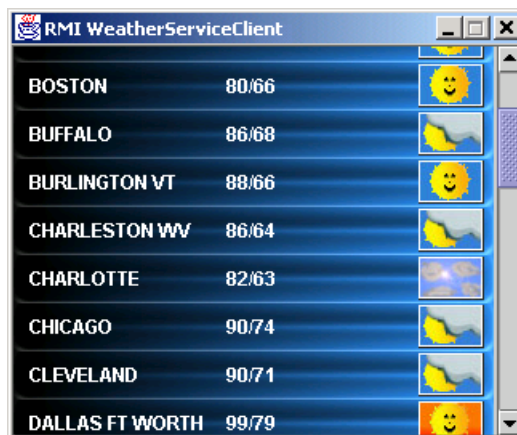 RMI WeatherServiceClient
BOSTON 80/66
BUFFALO 86/68
BURLINGTON VT 88/66
CHARLESTON WV 86/64
CHARLOTTE 82/63
CHICAGO 90/74
CLEVELAND 90/71
DALLAS FT WORTH 99/79